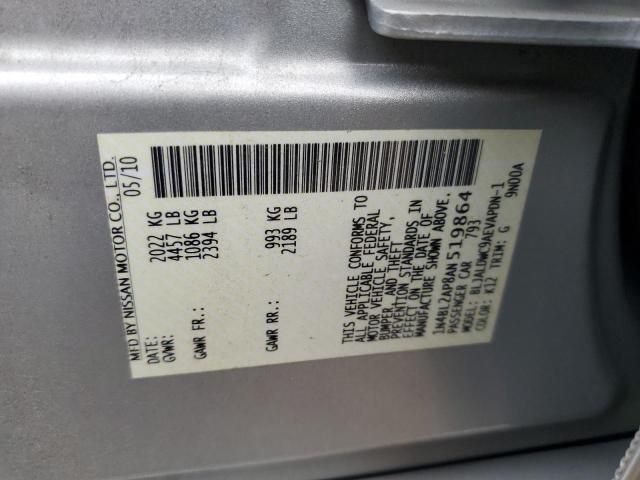 MFD BY NISSAN MOTOR CO., LTD.
DATE: 05/10
GVWR: 2022 KG
4457 LB
GAWR FR: 1086 KG
2394 LB
GAWR RR: 993 KG
2189 LB
THIS VEHICLE CONFORMS TO
ALL APPLICABLE FEDERAL
MOTOR VEHICLE SAFETY,
BUMPER, AND THEFT
PREVENTION STANDARDS IN
EFFECT ON THE DATE OF
MANUFACTURE SHOWN ABOVE.
1N4BL2AP8AN519864
PASSENGER CAR 793
MODEL: BLJALDWC9AEVAPDN-1
COLOR: K12 TRIM: G 9N00A